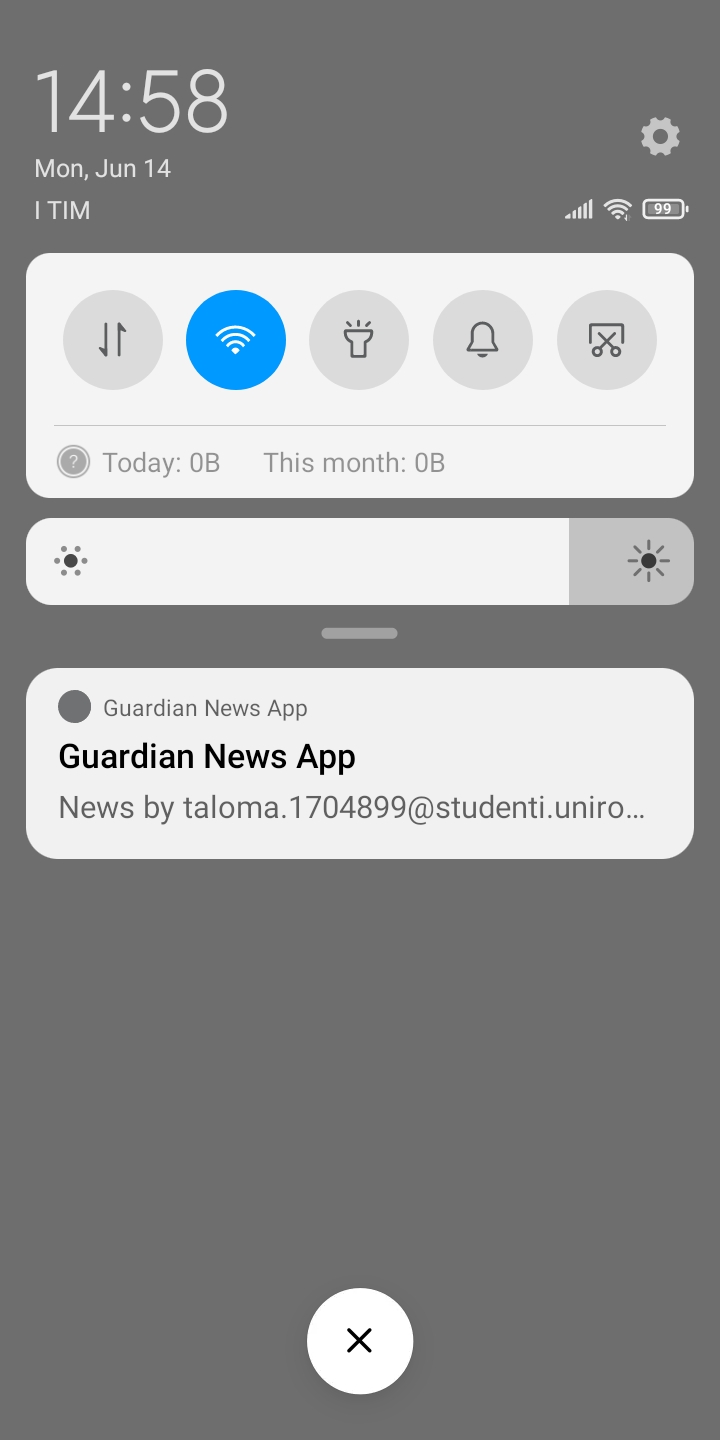 14:58
Mon, Jun 14
I TIM
99
? Today: 0B This month: 0B
Guardian News App
Guardian News App
News by taloma.1704899@studenti.uniro...